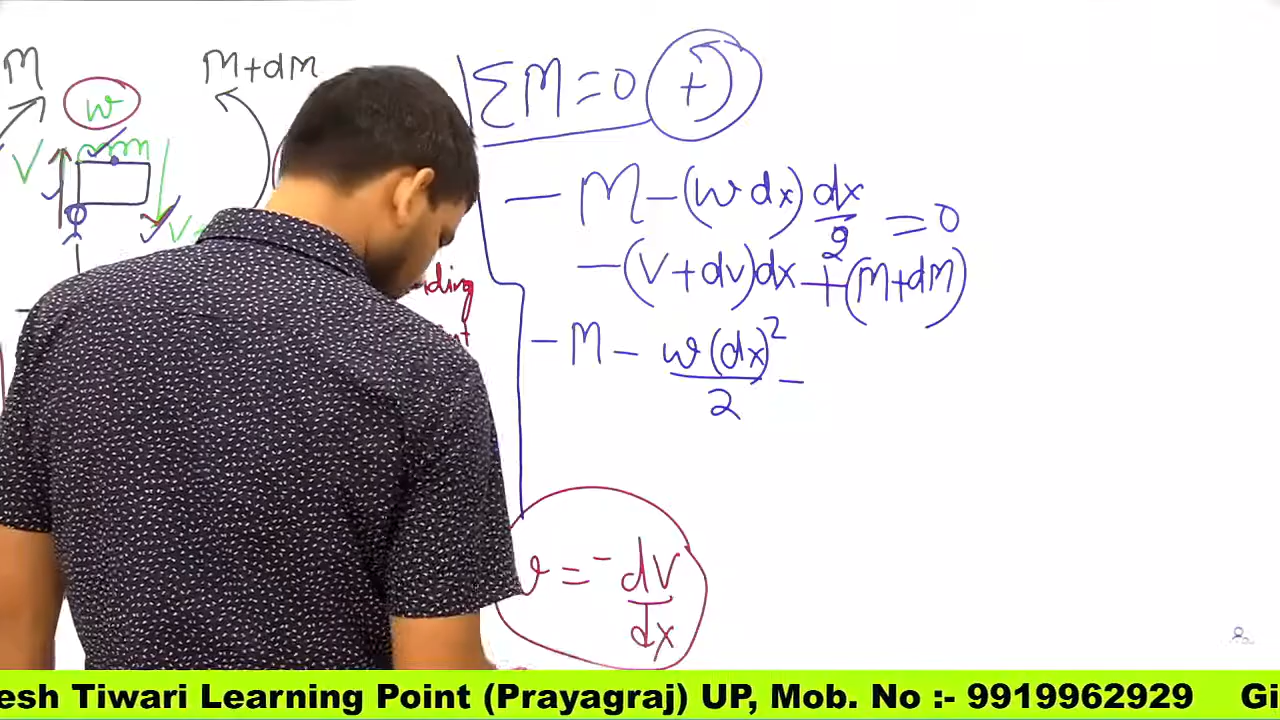 M
M+dM
w
V
ΣM=0 +
- M-(w dx) dx/2 =0
-(V+dv)dx+(M+dM)
-M - w(dx)²/2 -
= - dV/dx
esh Tiwari Learning Point (Prayagraj) UP, Mob. No :- 9919962929 Gi